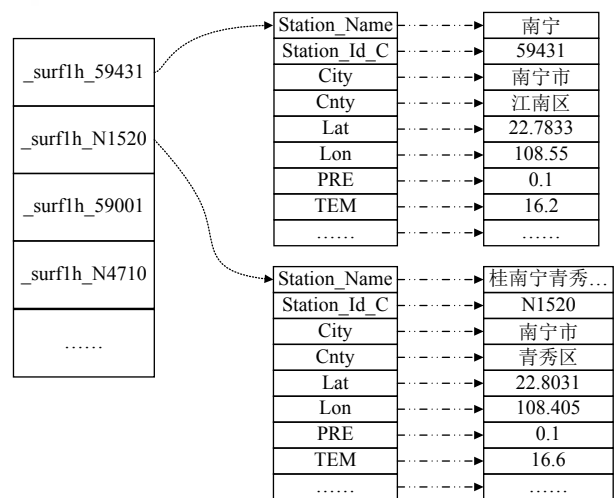 _surf1h_59431
_surf1h_N1520
_surf1h_59001
_surf1h_N4710
……
Station_Name 南宁
Station_Id_C 59431
City 南宁市
Cnty 江南区
Lat 22.7833
Lon 108.55
PRE 0.1
TEM 16.2
…… ……
Station_Name 桂南宁青秀…
Station_Id_C N1520
City 南宁市
Cnty 青秀区
Lat 22.8031
Lon 108.405
PRE 0.1
TEM 16.6
…… ……